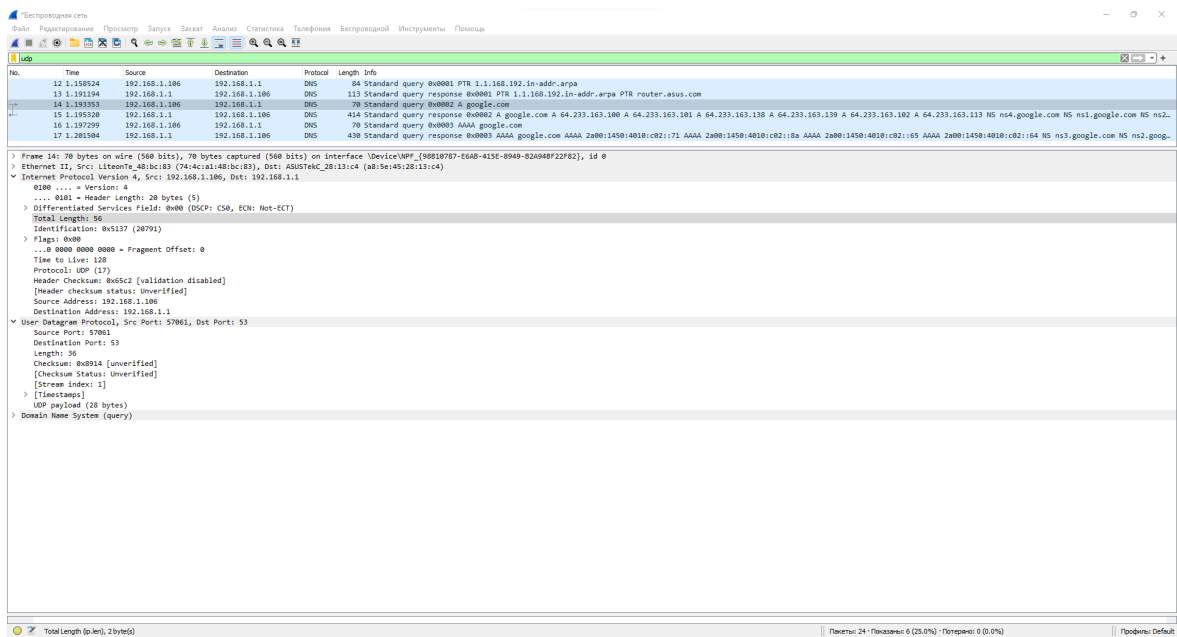 *Беспроводная сеть
Файл Редактирование Просмотр Запуск Захват Анализ Статистика Телефония Беспроводной Инструменты Помощь
udp
No. Time Source Destination Protocol Length Info
12 1.158524 192.168.1.106 192.168.1.1 DNS 84 Standard query 0x0001 PTR 1.1.168.192.in-addr.arpa
13 1.191194 192.168.1.1 192.168.1.106 DNS 113 Standard query response 0x0001 PTR 1.1.168.192.in-addr.arpa PTR router.asus.com
14 1.193353 192.168.1.106 192.168.1.1 DNS 70 Standard query 0x0002 A google.com
15 1.195320 192.168.1.1 192.168.1.106 DNS 414 Standard query response 0x0002 A google.com A 64.233.163.100 A 64.233.163.101 A 64.233.163.138 A 64.233.163.139 A 64.233.163.102 A 64.233.163.113 NS ns4.google.com NS ns1.google.com NS ns2…
16 1.197299 192.168.1.106 192.168.1.1 DNS 70 Standard query 0x0003 AAAA google.com
17 1.201504 192.168.1.1 192.168.1.106 DNS 430 Standard query response 0x0003 AAAA google.com AAAA 2a00:1450:4010:c02::71 AAAA 2a00:1450:4010:c02::8a AAAA 2a00:1450:4010:c02::65 AAAA 2a00:1450:4010:c02::64 NS ns3.google.com NS ns2.goog…
Frame 14: 70 bytes on wire (560 bits), 70 bytes captured (560 bits) on interface \Device\NPF_{98B10787-E6AB-415E-8949-B2A94BF22F82}, id 0
Ethernet II, Src: LiteonTe_48:bc:83 (74:4c:a1:48:bc:83), Dst: ASUSTekC_28:13:c4 (a8:5e:45:28:13:c4)
Internet Protocol Version 4, Src: 192.168.1.106, Dst: 192.168.1.1
0100 .... = Version: 4
.... 0101 = Header Length: 20 bytes (5)
Differentiated Services Field: 0x00 (DSCP: CS0, ECN: Not-ECT)
Total Length: 56
Identification: 0x5137 (20791)
Flags: 0x00
...0 0000 0000 0000 = Fragment Offset: 0
Time to Live: 128
Protocol: UDP (17)
Header Checksum: 0x65c2 [validation disabled]
[Header checksum status: Unverified]
Source Address: 192.168.1.106
Destination Address: 192.168.1.1
User Datagram Protocol, Src Port: 57061, Dst Port: 53
Source Port: 57061
Destination Port: 53
Length: 36
Checksum: 0x8914 [unverified]
[Checksum Status: Unverified]
[Stream index: 1]
[Timestamps]
UDP payload (28 bytes)
Domain Name System (query)
Total Length (ip.len), 2 byte(s) Пакеты: 24 · Показаны: 6 (25.0%) · Потеряно: 0 (0.0%) Профиль: Default